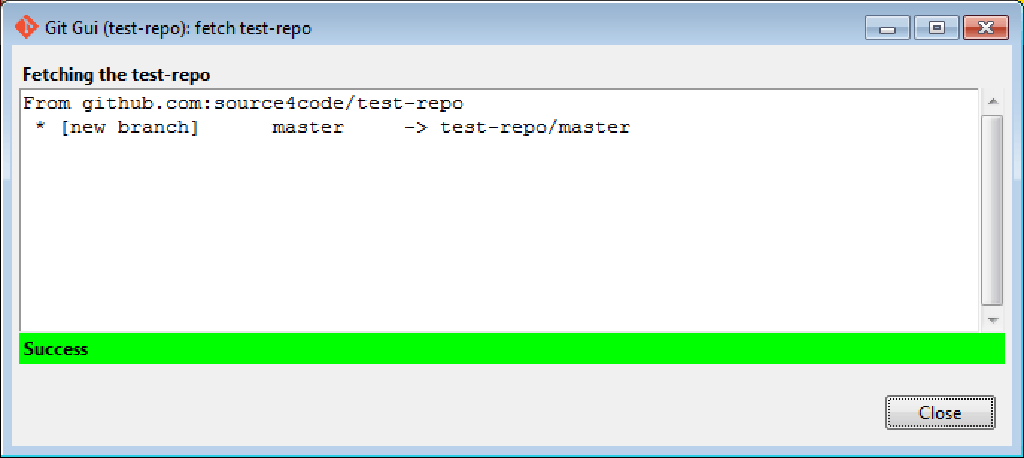 Git Gui (test-repo): fetch test-repo
Fetching the test-repo
From github.com:source4code/test-repo
 * [new branch]      master     -> test-repo/master
Success
Close